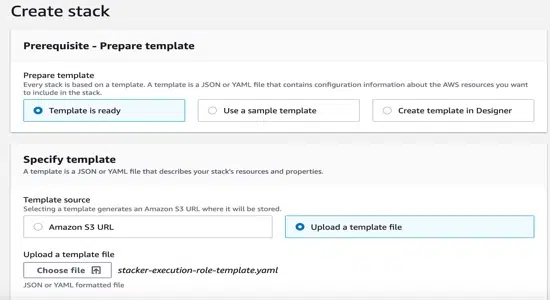 Create stack
Prerequisite - Prepare template
Prepare template
Every stack is based on a template. A template is a JSON or YAML file that contains configuration information about the AWS resources you want
to include in the stack.
Template is ready
Use a sample template
Create template in Designer
Specify template
A template is a JSON or YAML file that describes your stack's resources and properties.
Template source
Selecting a template generates an Amazon S3 URL where it will be stored.
Amazon S3 URL
Upload a template file
Upload a template file
Choose file
stacker-execution-role-template.yaml
JSON or YAML formatted file